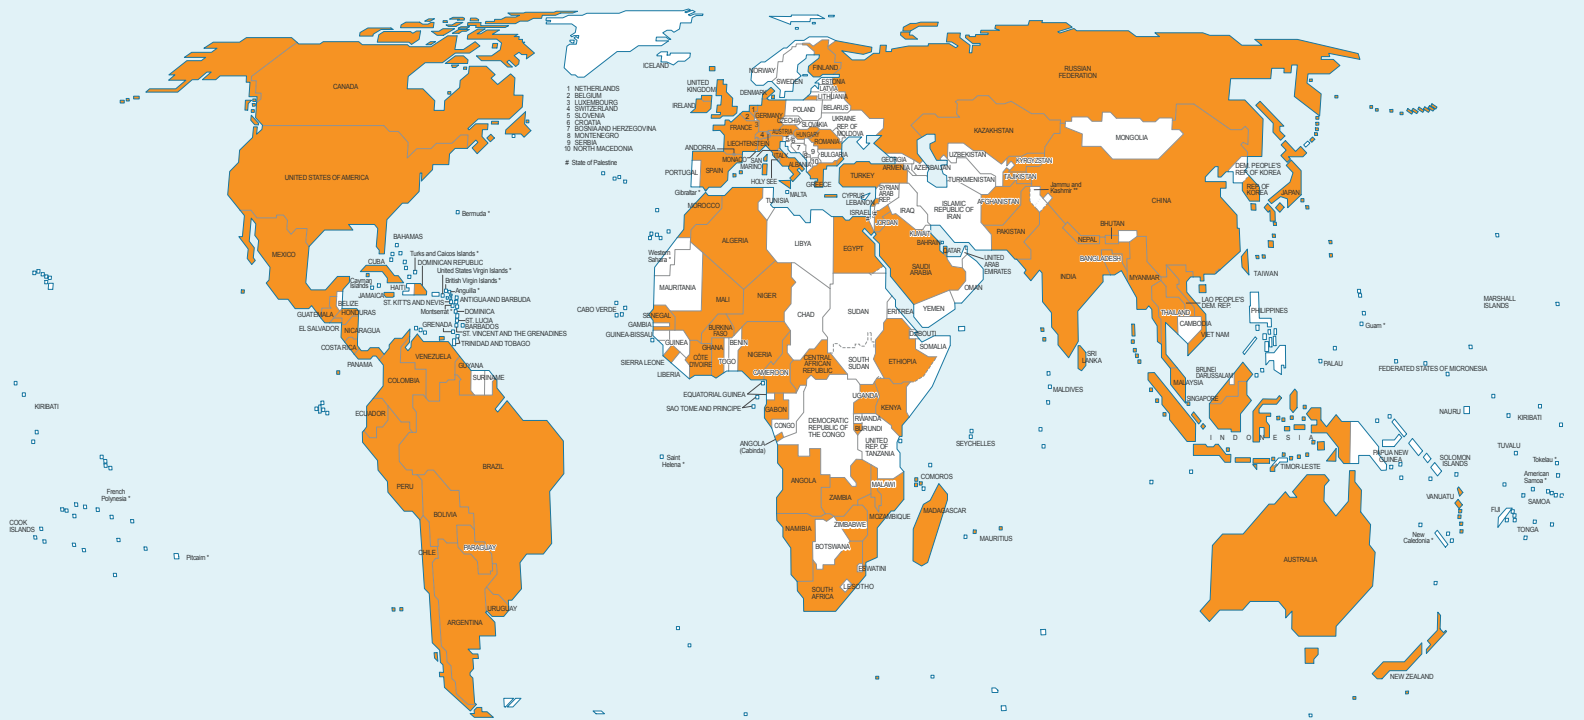 ICELAND
NORWAY
SWEDEN
FINLAND
RUSSIAN
FEDERATION
CANADA
UNITED
KINGDOM
IRELAND
DENMARK
ESTONIA
LATVIA
LITHUANIA
1 NETHERLANDS
2 BELGIUM
3 LUXEMBOURG
4 SWITZERLAND
5 SLOVENIA
6 CROATIA
7 BOSNIA AND HERZEGOVINA
8 MONTENEGRO
9 SERBIA
10 NORTH MACEDONIA
# State of Palestine
POLAND
BELARUS
GERMANY
CZECHIA
SLOVAKIA
UKRAINE
REP. OF
MOLDOVA
FRANCE
AUSTRIA
HUNGARY
ROMANIA
LIECHTENSTEIN
ANDORRA
MONACO
SAN
MARINO
ITALY
ALBANIA
BULGARIA
PORTUGAL
SPAIN
HOLY SEE
GREECE
MALTA
Gibraltar *
TURKEY
GEORGIA
ARMENIA
AZERBAIJAN
KAZAKHSTAN
UZBEKISTAN
TURKMENISTAN
KYRGYZSTAN
TAJIKISTAN
MONGOLIA
DEM. PEOPLE'S
REP. OF KOREA
REP. OF
KOREA
JAPAN
CHINA
Jammu and
Kashmir **
AFGHANISTAN
PAKISTAN
ISLAMIC
REPUBLIC OF
IRAN
IRAQ
SYRIAN
ARAB
REP.
CYPRUS
LEBANON
ISRAEL
JORDAN
KUWAIT
BAHRAIN
QATAR
UNITED
ARAB
EMIRATES
OMAN
SAUDI
ARABIA
YEMEN
BHUTAN
NEPAL
BANGLADESH
INDIA
MYANMAR
LAO PEOPLE'S
DEM. REP.
THAILAND
CAMBODIA
VIET NAM
TAIWAN
PHILIPPINES
SRI
LANKA
MALDIVES
BRUNEI
DARUSSALAM
MALAYSIA
SINGAPORE
INDONESIA
TIMOR-LESTE
PAPUA NEW
GUINEA
UNITED STATES OF AMERICA
MEXICO
Bermuda *
BAHAMAS
Turks and Caicos Islands *
DOMINICAN REPUBLIC
United States Virgin Islands *
British Virgin Islands *
Anguilla *
ANTIGUA AND BARBUDA
CUBA
Cayman
Islands *
HAITI
JAMAICA
ST. KITTS AND NEVIS
Montserrat *
DOMINICA
ST. LUCIA
BARBADOS
ST. VINCENT AND THE GRENADINES
GRENADA
TRINIDAD AND TOBAGO
BELIZE
GUATEMALA
HONDURAS
EL SALVADOR
NICARAGUA
COSTA RICA
PANAMA
VENEZUELA
GUYANA
SURINAME
COLOMBIA
ECUADOR
PERU
BRAZIL
BOLIVIA
PARAGUAY
CHILE
URUGUAY
ARGENTINA
MOROCCO
TUNISIA
ALGERIA
LIBYA
EGYPT
Western
Sahara *
MAURITANIA
MALI
NIGER
CHAD
SUDAN
ERITREA
DJIBOUTI
SOMALIA
ETHIOPIA
SOUTH
SUDAN
CENTRAL
AFRICAN
REPUBLIC
CABO VERDE
SENEGAL
GAMBIA
GUINEA-BISSAU
GUINEA
SIERRA LEONE
LIBERIA
CÔTE
D'IVOIRE
BURKINA
FASO
GHANA
TOGO
BENIN
NIGERIA
CAMEROON
EQUATORIAL GUINEA
SAO TOME AND PRINCIPE
GABON
CONGO
DEMOCRATIC
REPUBLIC OF
THE CONGO
UGANDA
KENYA
RWANDA
BURUNDI
UNITED
REP. OF
TANZANIA
ANGOLA
(Cabinda)
ANGOLA
ZAMBIA
MALAWI
MOZAMBIQUE
ZIMBABWE
NAMIBIA
BOTSWANA
ESWATINI
LESOTHO
SOUTH
AFRICA
MADAGASCAR
COMOROS
SEYCHELLES
MAURITIUS
Saint
Helena *
MARSHALL
ISLANDS
Guam *
PALAU
FEDERATED STATES OF MICRONESIA
NAURU
KIRIBATI
SOLOMON
ISLANDS
TUVALU
Tokelau *
American
Samoa *
SAMOA
VANUATU
FIJI
TONGA
New
Caledonia *
AUSTRALIA
NEW ZEALAND
KIRIBATI
French
Polynesia *
COOK
ISLANDS
Pitcairn *